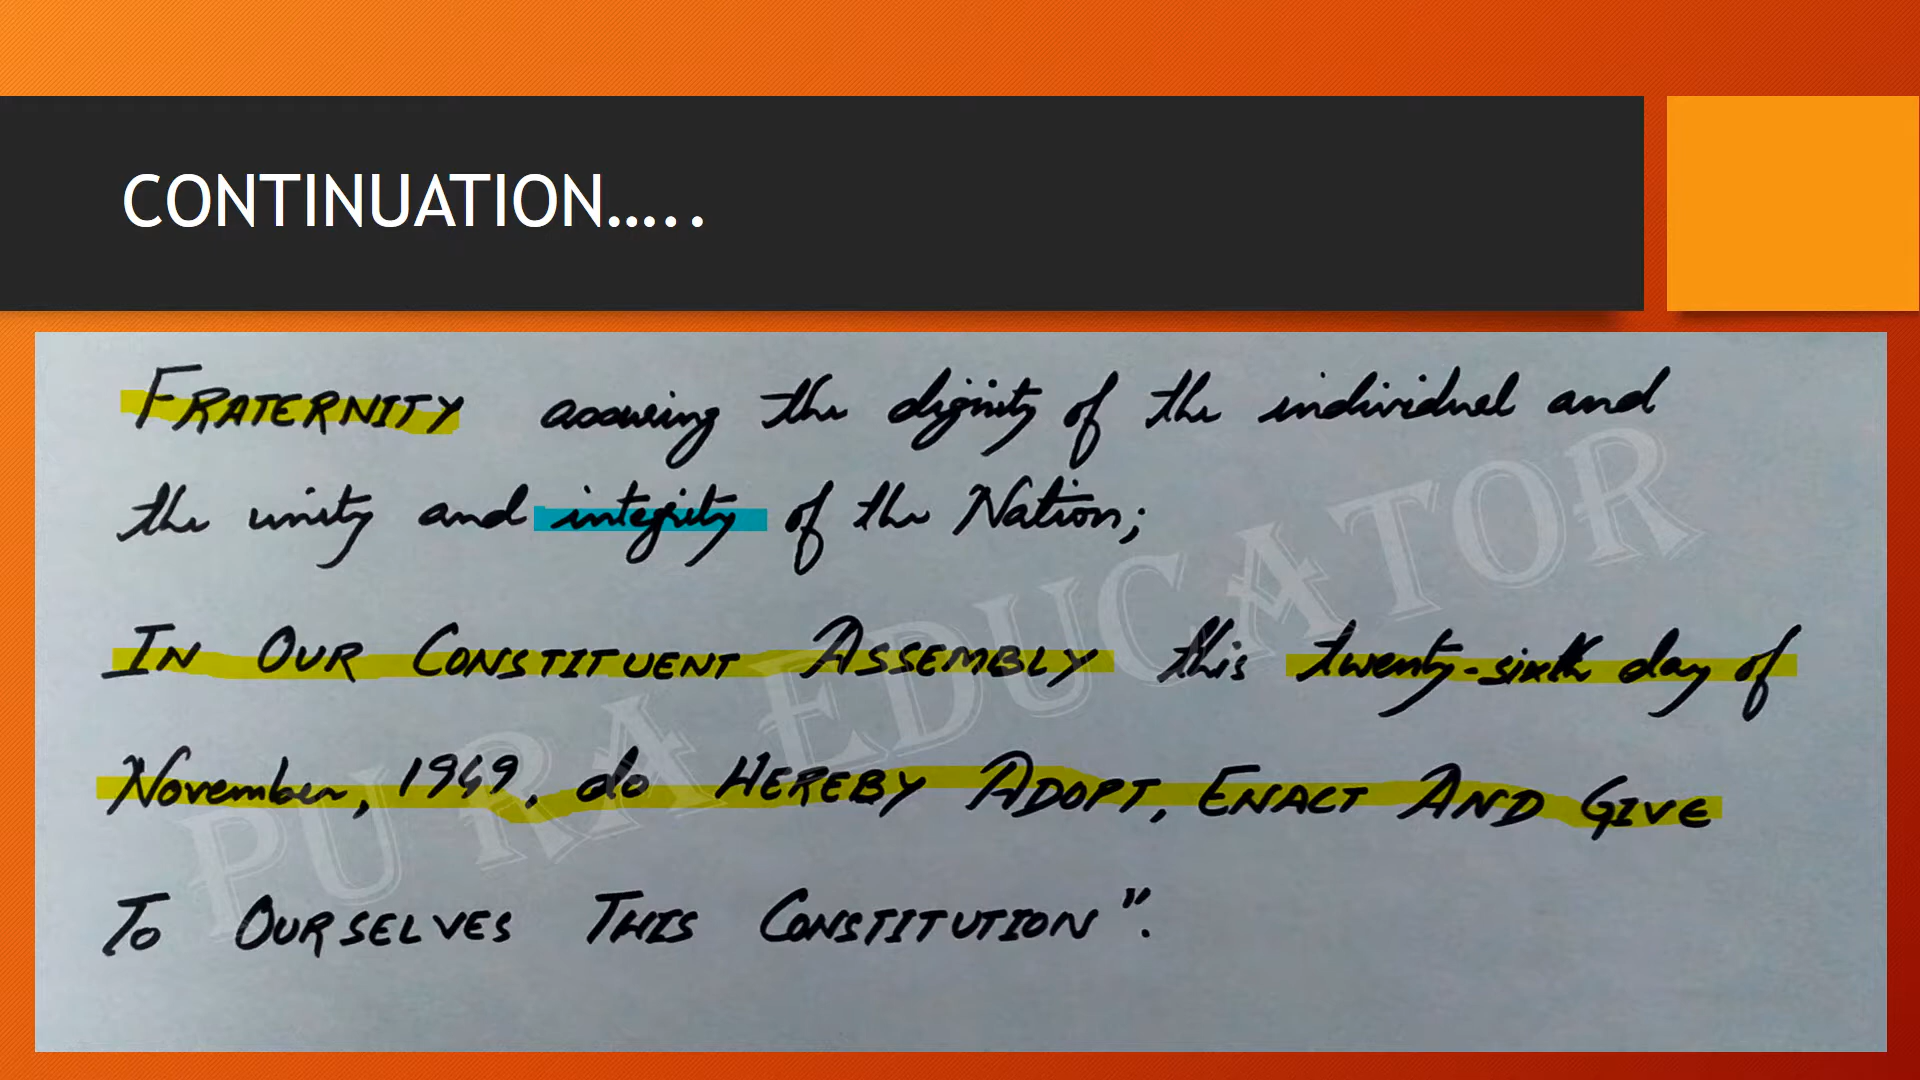 CONTINUATION.....
FRATERNITY assuring the dignity of the individual and
the unity and integrity of the Nation;
IN OUR CONSTITUENT ASSEMBLY this twenty-sixth day of
November, 1949, do HEREBY ADOPT, ENACT AND GIVE
TO OURSELVES THIS CONSTITUTION".
PU RA EDUCATOR